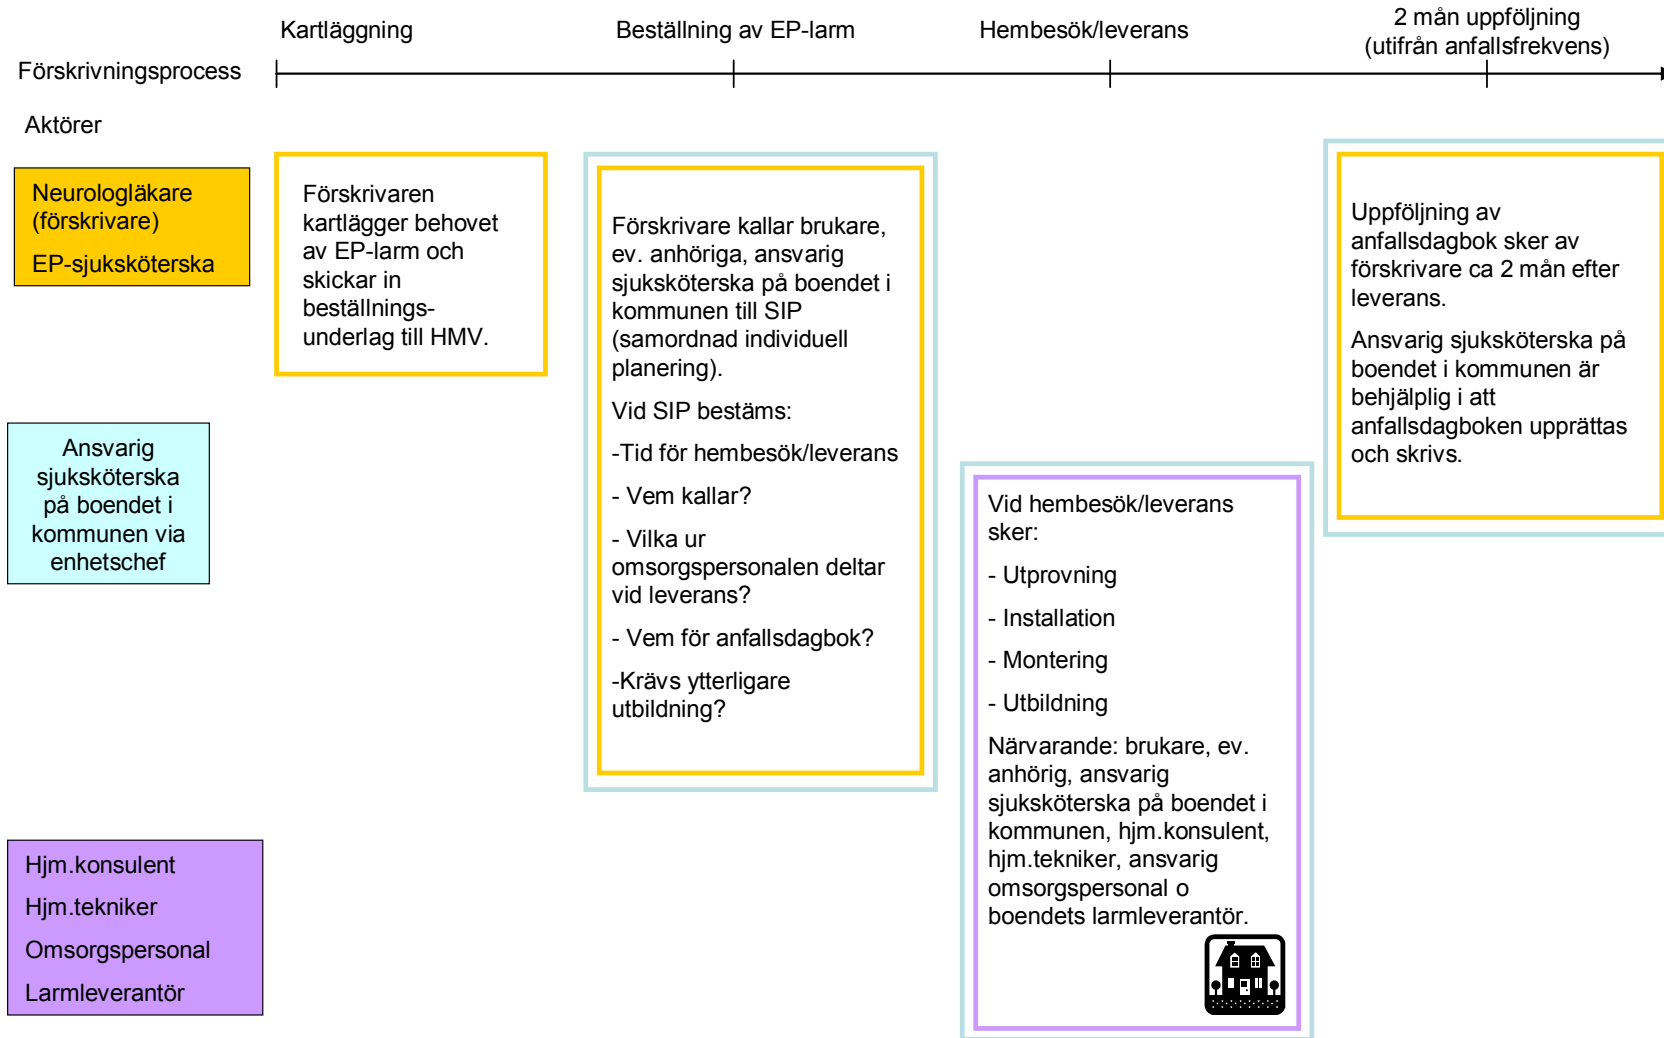 Kartläggning
Beställning av EP-larm
Hembesök/leverans
2 mån uppföljning
(utifrån anfallsfrekvens)
Förskrivningsprocess
Aktörer
Neurologläkare
(förskrivare)
EP-sjuksköterska
Förskrivaren
kartlägger behovet
av EP-larm och
skickar in
beställnings-
underlag till HMV.
Förskrivare kallar brukare,
ev. anhöriga, ansvarig
sjuksköterska på boendet i
kommunen till SIP
(samordnad individuell
planering).
Vid SIP bestäms:
-Tid för hembesök/leverans
- Vem kallar?
- Vilka ur
omsorgspersonalen deltar
vid leverans?
- Vem för anfallsdagbok?
-Krävs ytterligare
utbildning?
Uppföljning av
anfallsdagbok sker av
förskrivare ca 2 mån efter
leverans.
Ansvarig sjuksköterska på
boendet i kommunen är
behjälplig i att
anfallsdagboken upprättas
och skrivs.
Ansvarig
sjuksköterska
på boendet i
kommunen via
enhetschef
Vid hembesök/leverans
sker:
- Utprovning
- Installation
- Montering
- Utbildning
Närvarande: brukare, ev.
anhörig, ansvarig
sjuksköterska på boendet i
kommunen, hjm.konsulent,
hjm.tekniker, ansvarig
omsorgspersonal o
boendets larmleverantör.
Hjm.konsulent
Hjm.tekniker
Omsorgspersonal
Larmleverantör